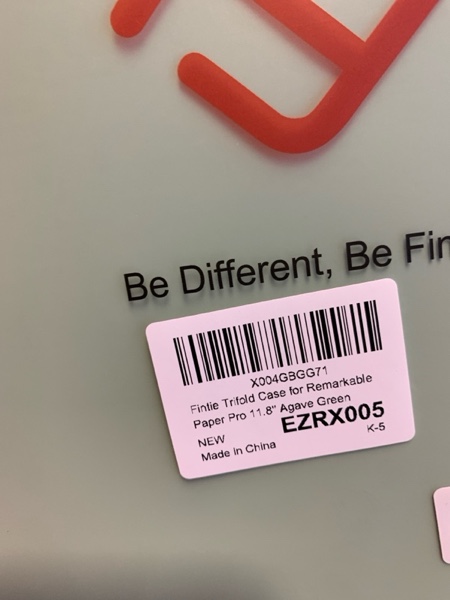 Be Different, Be Fin
X004GBGG71
Fintie Trifold Case for Remarkable
Paper Pro 11.8" Agave Green
NEW
EZRX005
Made in China
K-5